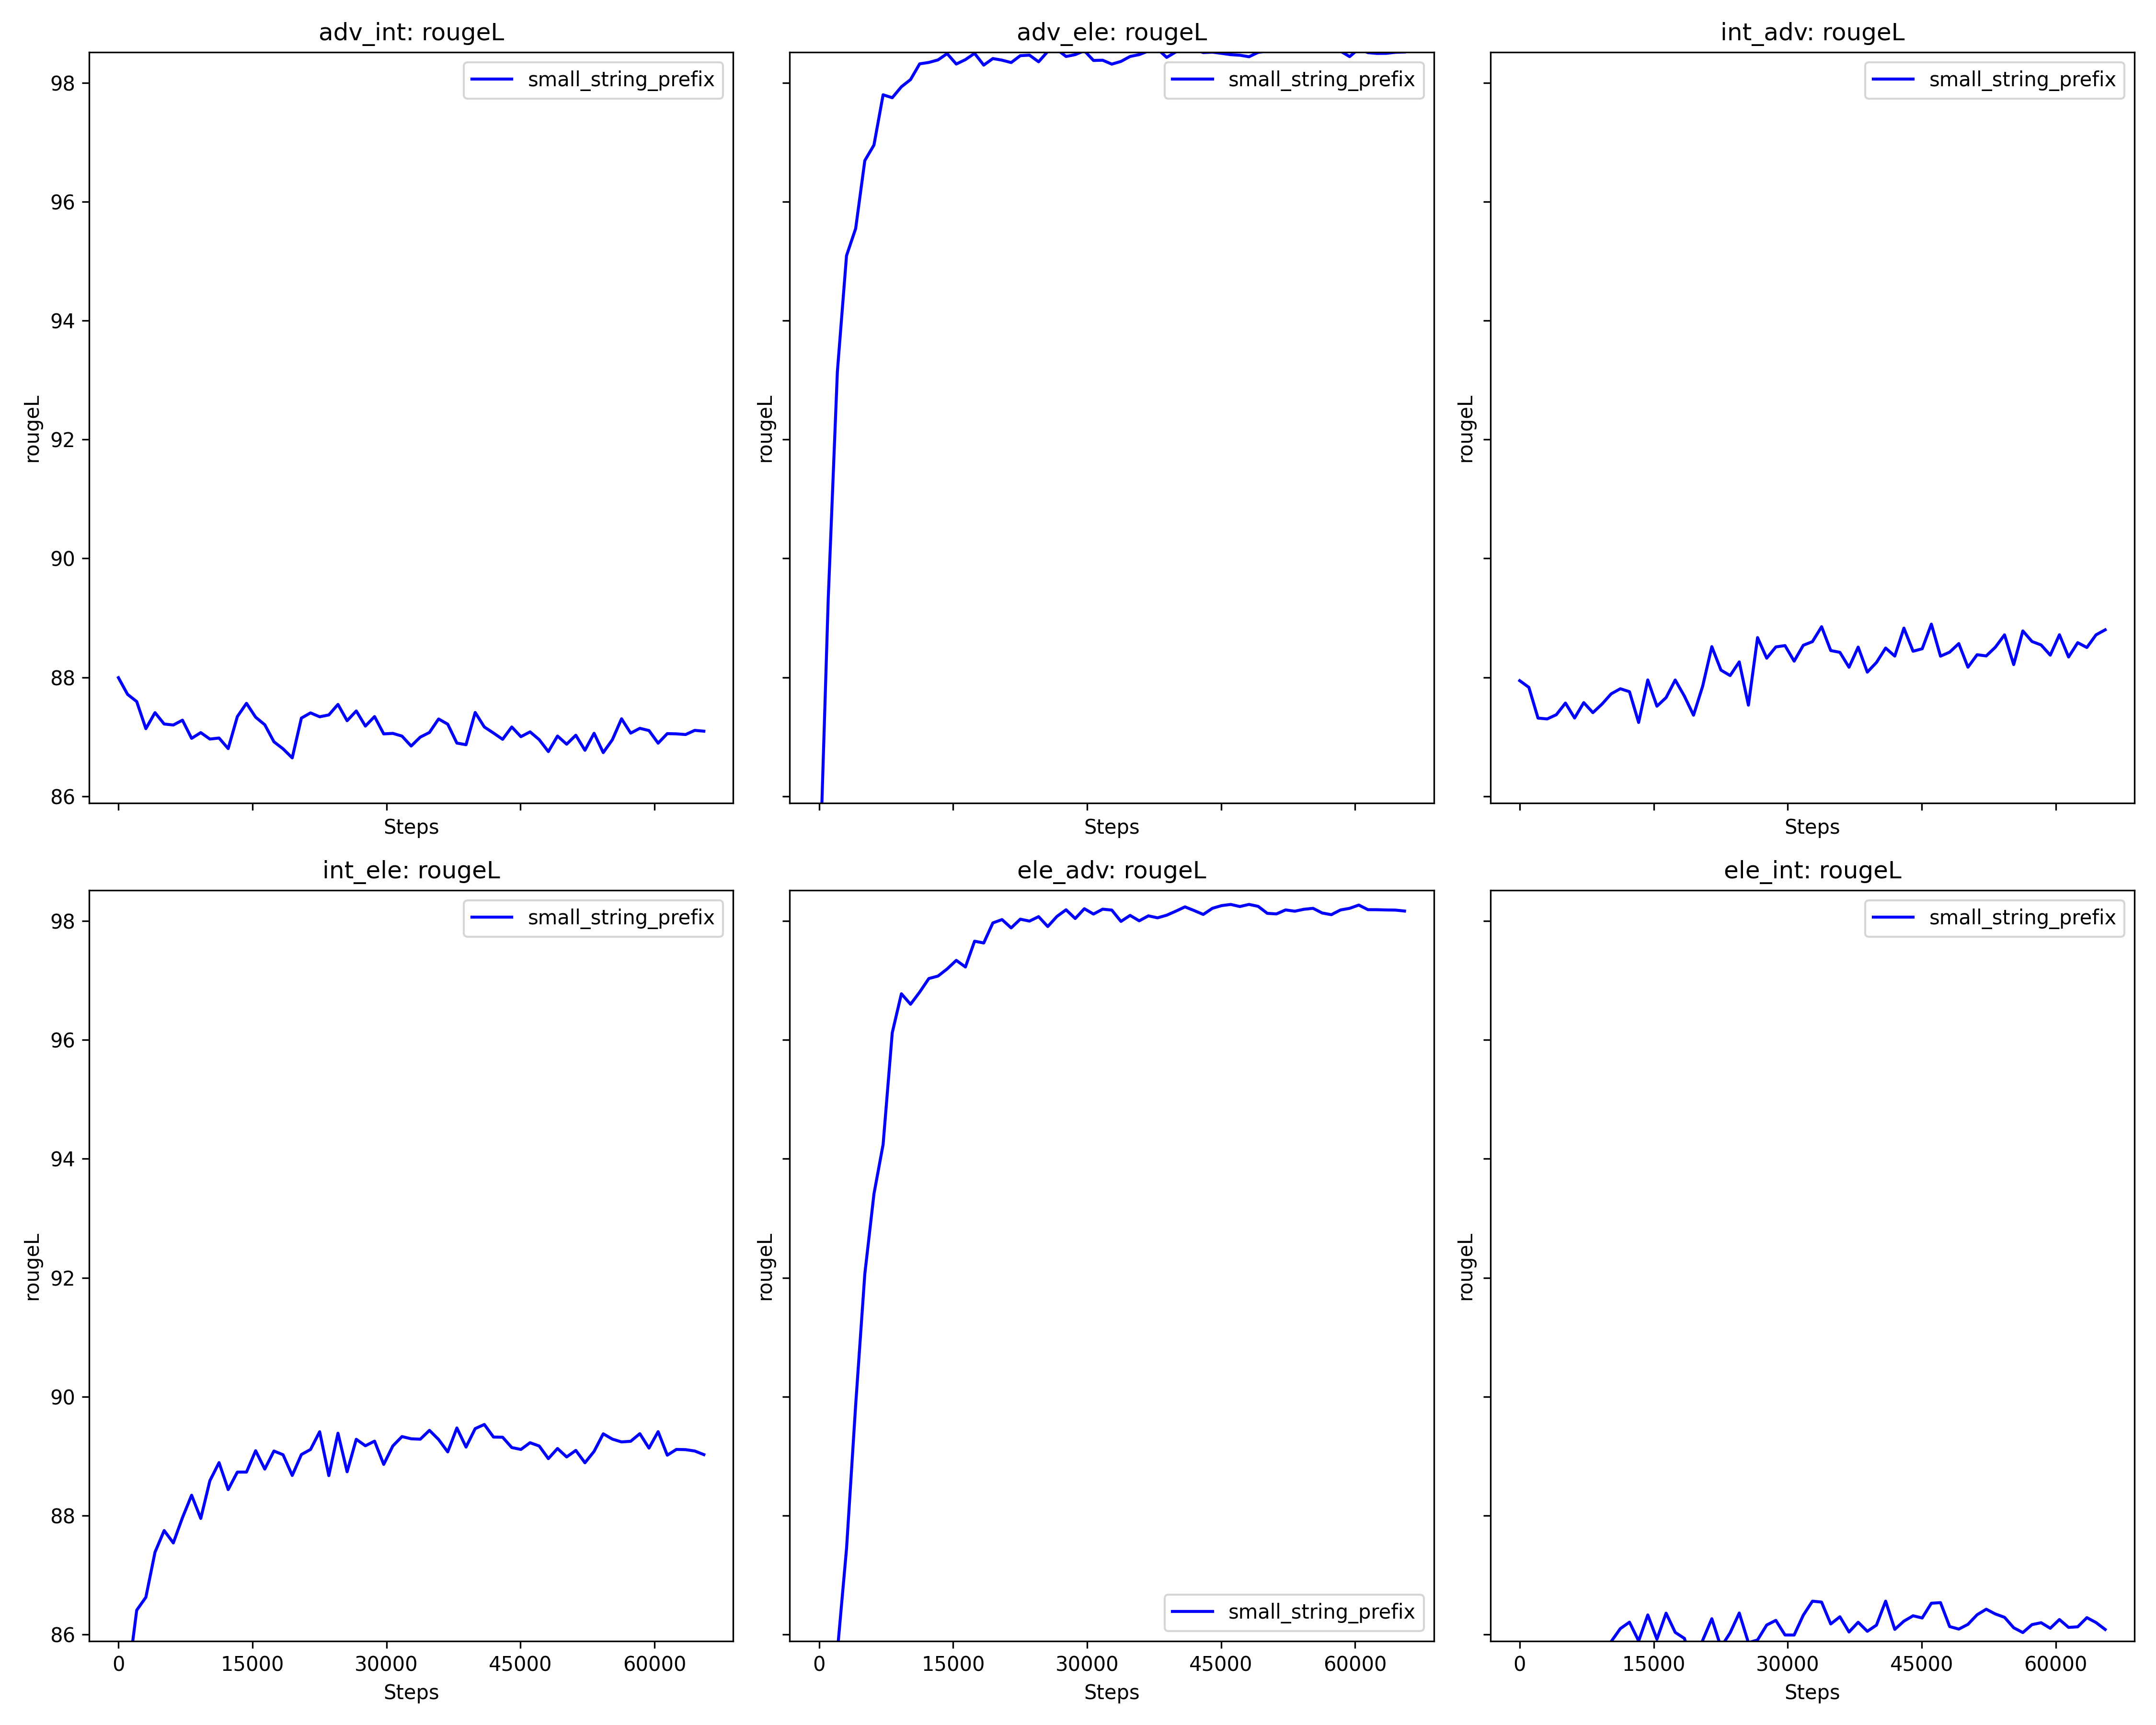 adv_int: rougeL
adv_ele: rougeL
int_adv: rougeL
small_string_prefix
small_string_prefix
small_string_prefix
98
96
94
92
90
88
86
rougeL
rougeL
rougeL
Steps
Steps
Steps
int_ele: rougeL
ele_adv: rougeL
ele_int: rougeL
small_string_prefix
small_string_prefix
98
96
94
92
90
88
86
rougeL
rougeL
rougeL
small_string_prefix
0 15000 30000 45000 60000
0 15000 30000 45000 60000
0 15000 30000 45000 60000
Steps
Steps
Steps